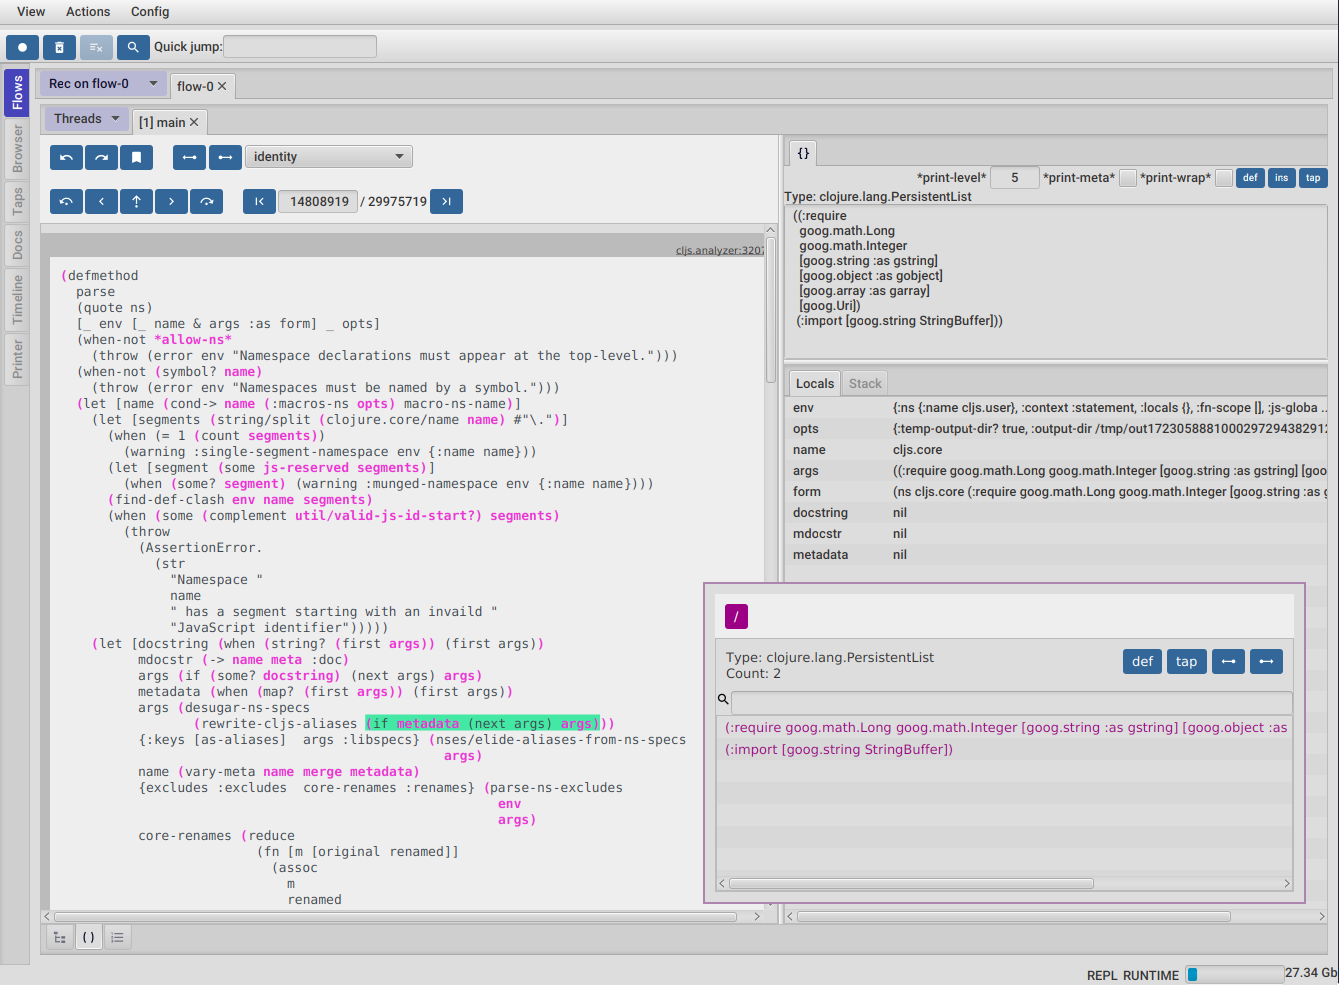 View Actions Config
Quick jump:
Flows
Browser
Taps
Docs
Timeline
Printer
Rec on flow-0
flow-0
Threads
[1] main
identity
14808919 / 29975719
cljs.analyzer:3207
(defmethod
parse
(quote ns)
[_ env [_ name & args :as form] _ opts]
(when-not *allow-ns*
(throw (error env "Namespace declarations must appear at the top-level.")))
(when-not (symbol? name)
(throw (error env "Namespaces must be named by a symbol.")))
(let [name (cond-> name (:macros-ns opts) macro-ns-name)]
(let [segments (string/split (clojure.core/name name) #"\.")]
(when (= 1 (count segments))
(warning :single-segment-namespace env {:name name}))
(let [segment (some js-reserved segments)]
(when (some? segment) (warning :munged-namespace env {:name name})))
(find-def-clash env name segments)
(when (some (complement util/valid-js-id-start?) segments)
(throw
(AssertionError.
(str
"Namespace "
name
" has a segment starting with an invaild "
"JavaScript identifier")))))
(let [docstring (when (string? (first args)) (first args))
mdocstr (-> name meta :doc)
args (if (some? docstring) (next args) args)
metadata (when (map? (first args)) (first args))
args (desugar-ns-specs
(rewrite-cljs-aliases (if metadata (next args) args)))
{:keys [as-aliases] args :libspecs} (nses/elide-aliases-from-ns-specs
args)
name (vary-meta name merge metadata)
{excludes :excludes core-renames :renames} (parse-ns-excludes
env
args)
core-renames (reduce
(fn [m [original renamed]]
(assoc
m
renamed
()
{}
*print-level* 5 *print-meta* *print-wrap* def ins tap
Type: clojure.lang.PersistentList
((:require
goog.math.Long
goog.math.Integer
[goog.string :as gstring]
[goog.object :as gobject]
[goog.array :as garray]
[goog.Uri])
(:import [goog.string StringBuffer]))
Locals Stack
env {:ns {:name cljs.user}, :context :statement, :locals {}, :fn-scope [], :js-globa ..
opts {:temp-output-dir? true, :output-dir /tmp/out1723058881000297294382912
name cljs.core
args ((:require goog.math.Long goog.math.Integer [goog.string :as gstring] [goo
form (ns cljs.core (:require goog.math.Long goog.math.Integer [goog.string :as g
docstring nil
mdocstr nil
metadata nil
/
Type: clojure.lang.PersistentList
Count: 2
def tap
(:require goog.math.Long goog.math.Integer [goog.string :as gstring] [goog.object :as
(:import [goog.string StringBuffer])
REPL RUNTIME 27.34 Gb